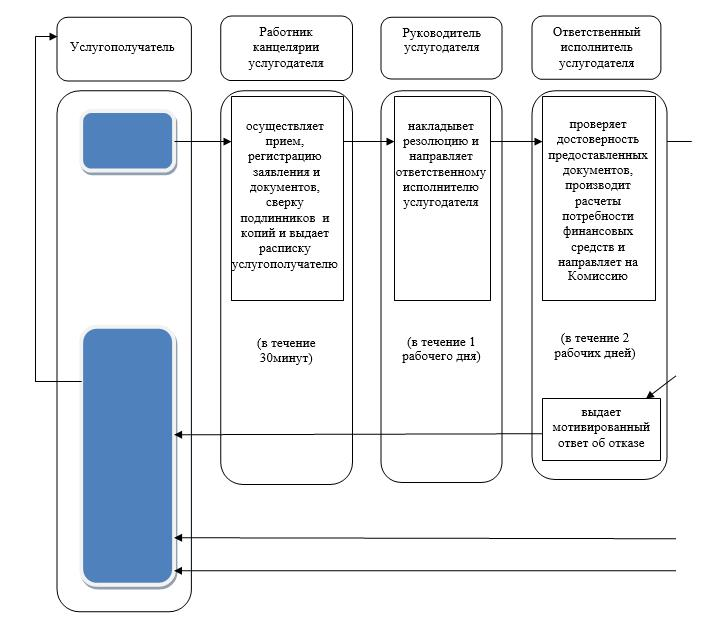 Услугополучатель
Работник
канцелярии
услугодателя
Руководитель
услугодателя
Ответственный
исполнитель
услугодателя
осуществляет
прием,
регистрацию
заявления и
документов,
сверку
подлинников и
копий и выдает
расписку
услугополучателю
(в течение
30минут)
накладывет
резолюцию и
направляет
ответственному
исполнителю
услугодателя
(в течение 1
рабочего дня)
проверяет
достоверность
предоставленных
документов,
производит
расчеты
потребности
финансовых
средств и
направляет на
Комиссию
(в течение 2
рабочих дней)
выдает
мотивированный
ответ об отказе